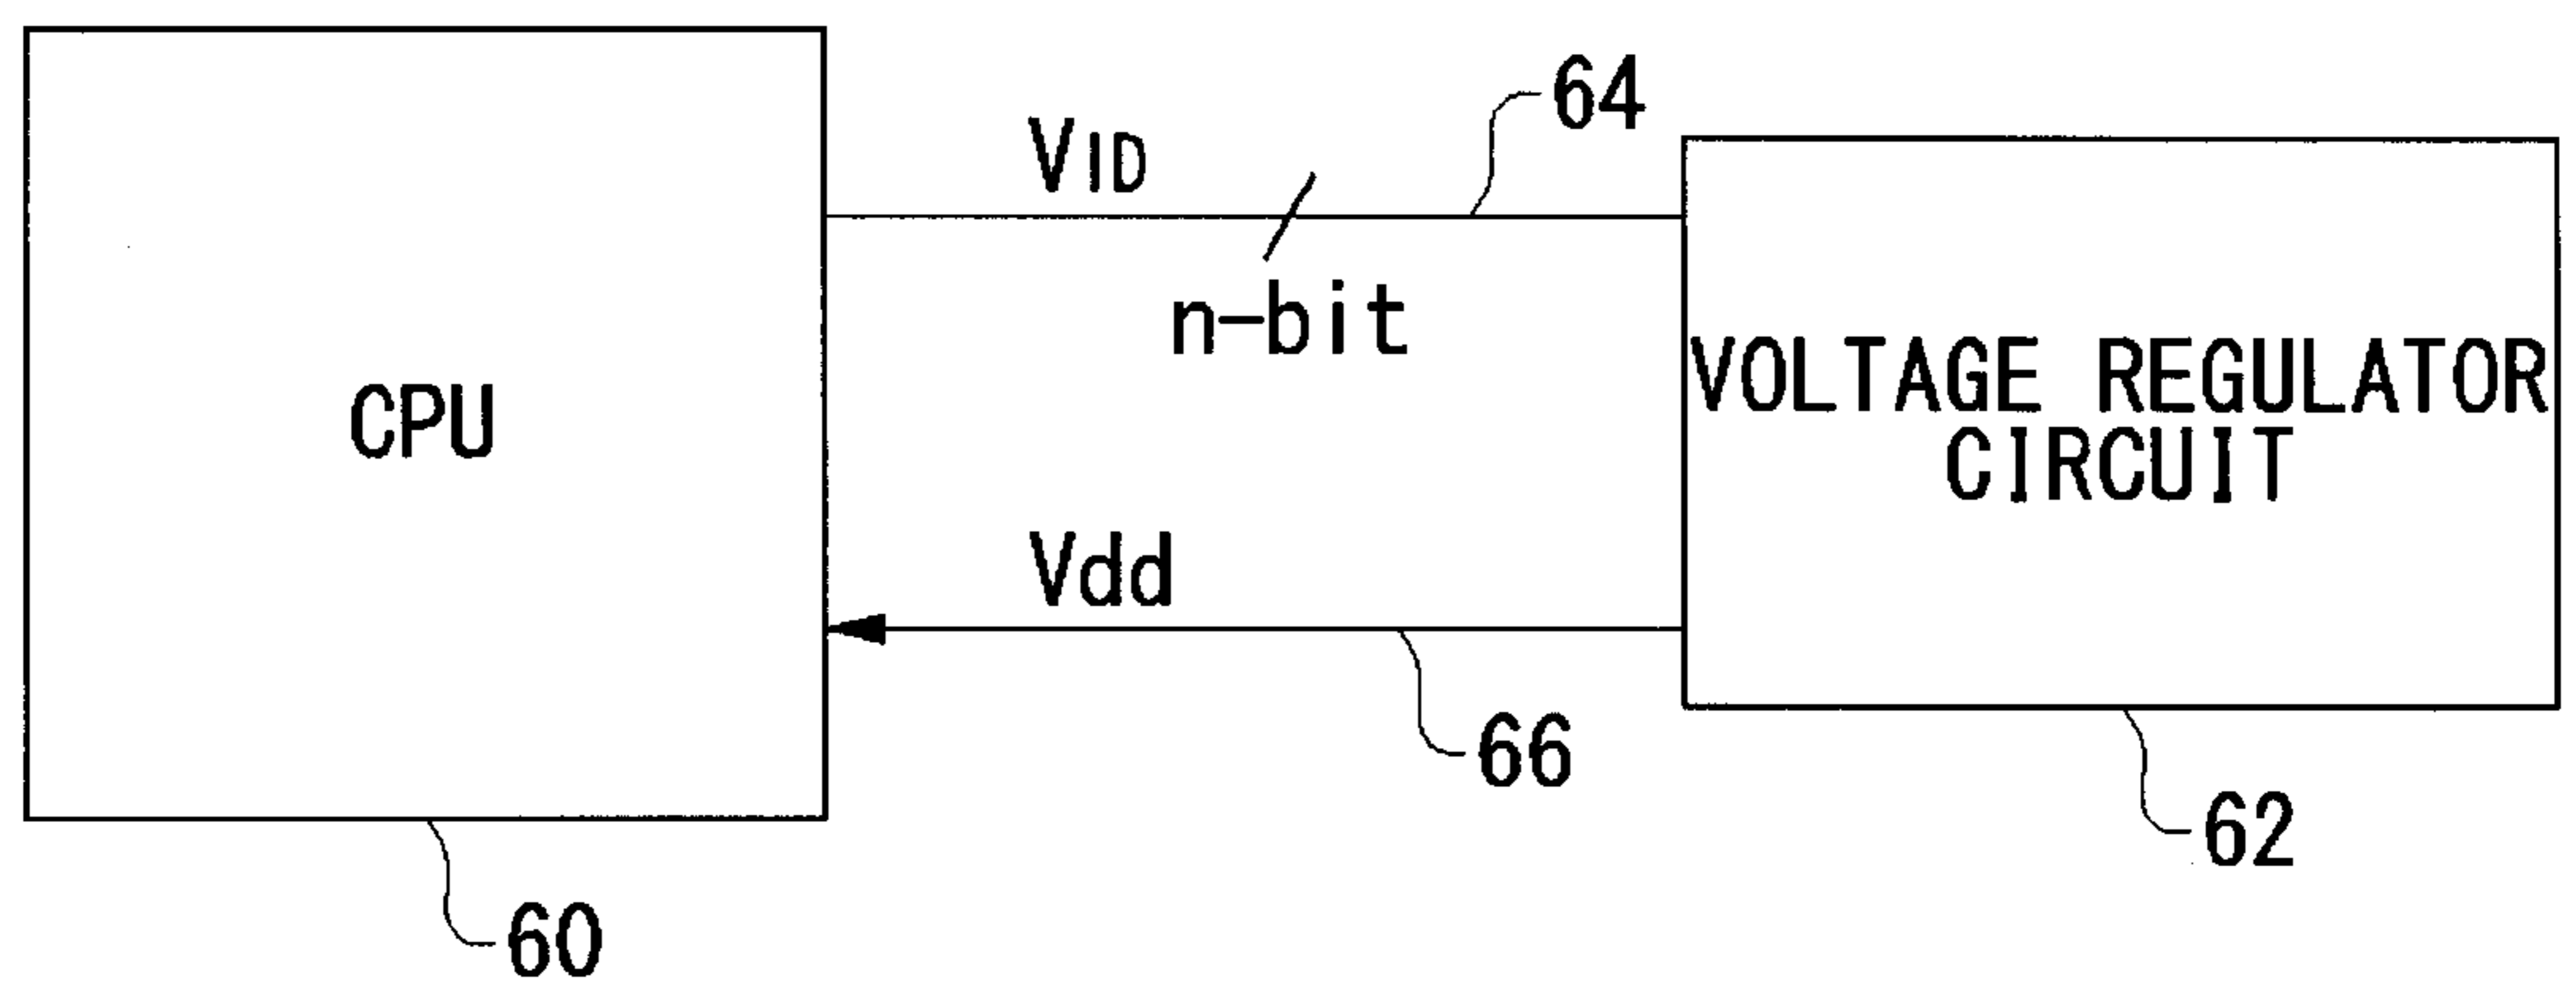 64
VID
n-bit
VOLTAGE REGULATOR
CIRCUIT
CPU
Vdd
66
62
60